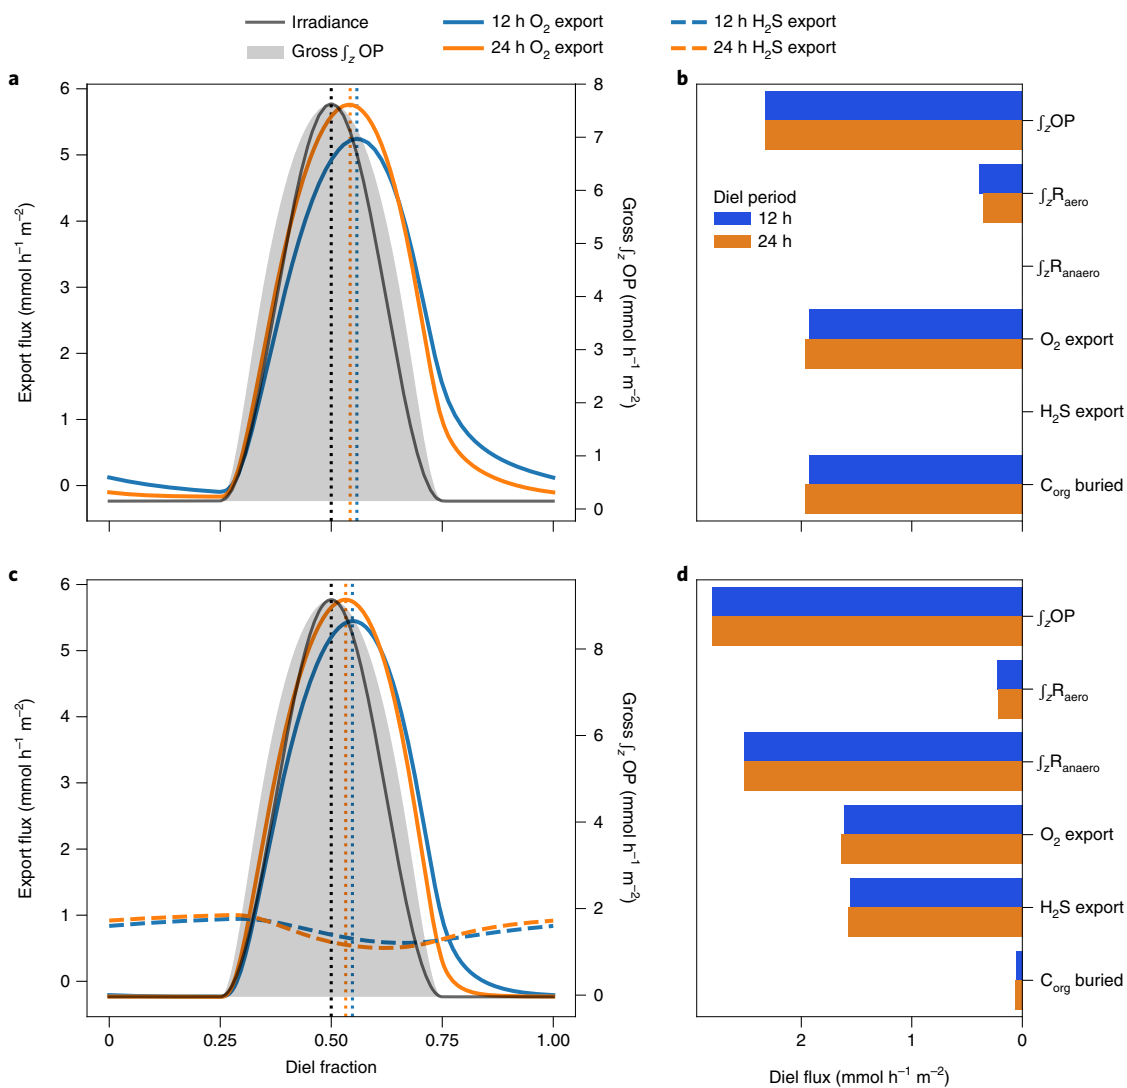 Irradiance
Gross ∫z OP
12 h O2 export
24 h O2 export
12 h H2S export
24 h H2S export
a
6
5
4
3
2
1
0
Export flux (mmol h−1 m−2)
8
7
6
5
4
3
2
1
0
Gross ∫z OP (mmol h−1 m−2)
b
Diel period
12 h
24 h
∫zOP
∫zRaero
∫zRanaero
O2 export
H2S export
Corg buried
c
6
5
4
3
2
1
0
Export flux (mmol h−1 m−2)
8
6
4
2
0
Gross ∫z OP (mmol h−1 m−2)
0 0.25 0.50 0.75 1.00
Diel fraction
d
∫zOP
∫zRaero
∫zRanaero
O2 export
H2S export
Corg buried
2 1 0
Diel flux (mmol h−1 m−2)